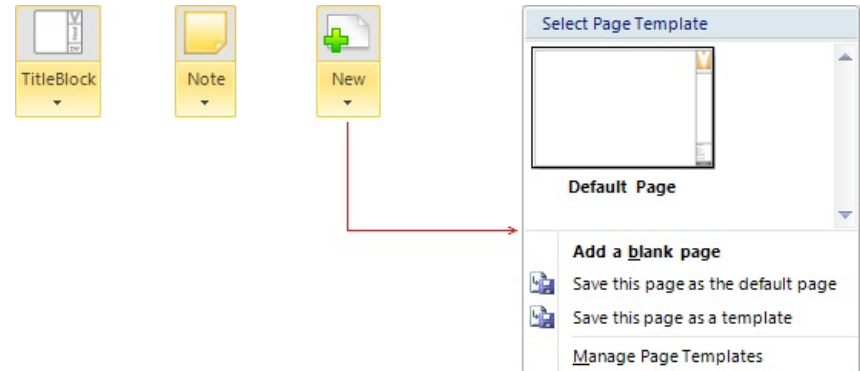 TitleBlock
Note
New
Select Page Template
Default Page
Add a blank page
Save this page as the default page
Save this page as a template
Manage Page Templates